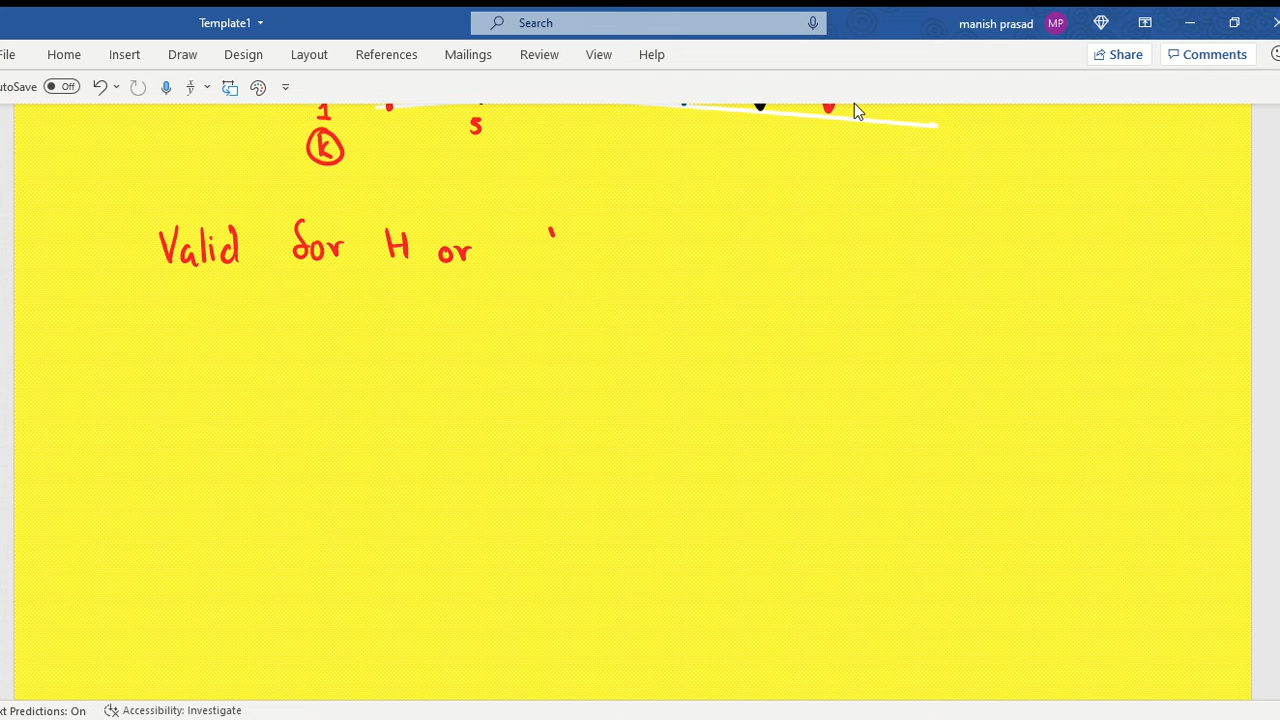 Template1
Search
manish prasad MP
File Home Insert Draw Design Layout References Mailings Review View Help Share Comments
AutoSave Off
1
s
k
Valid for H or
Text Predictions: On Accessibility: Investigate